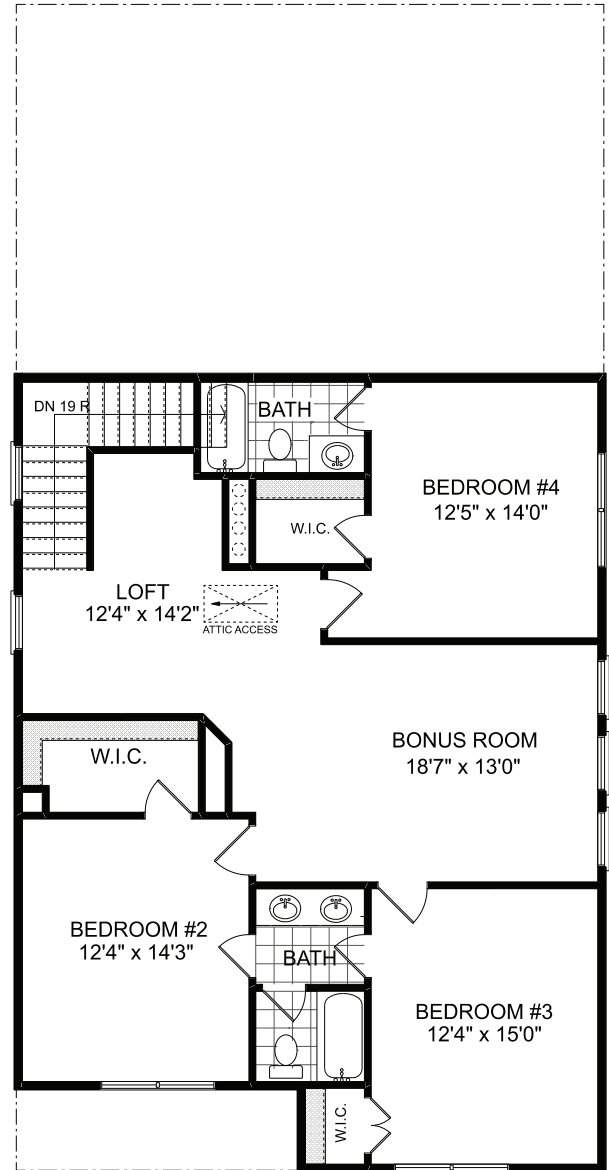 DN 19 R
BATH
BEDROOM #4
12'5" x 14'0"
W.I.C.
LOFT
12'4" x 14'2"
ATTIC ACCESS
W.I.C.
BONUS ROOM
18'7" x 13'0"
BEDROOM #2
12'4" x 14'3"
BATH
BEDROOM #3
12'4" x 15'0"
W.I.C.